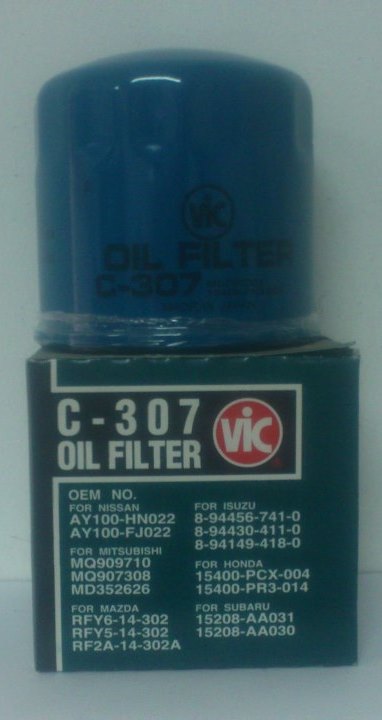 VIC
OIL FILTER
C-307
C-307
OIL FILTER
VIC
OEM NO.
FOR NISSAN
AY100-HN022
AY100-FJ022
FOR MITSUBISHI
MQ909710
MQ907308
MD352626
FOR MAZDA
RFY6-14-302
RFY5-14-302
RF2A-14-302A
FOR ISUZU
8-94456-741-0
8-94430-411-0
8-94149-418-0
FOR HONDA
15400-PCX-004
15400-PR3-014
FOR SUBARU
15208-AA031
15208-AA030